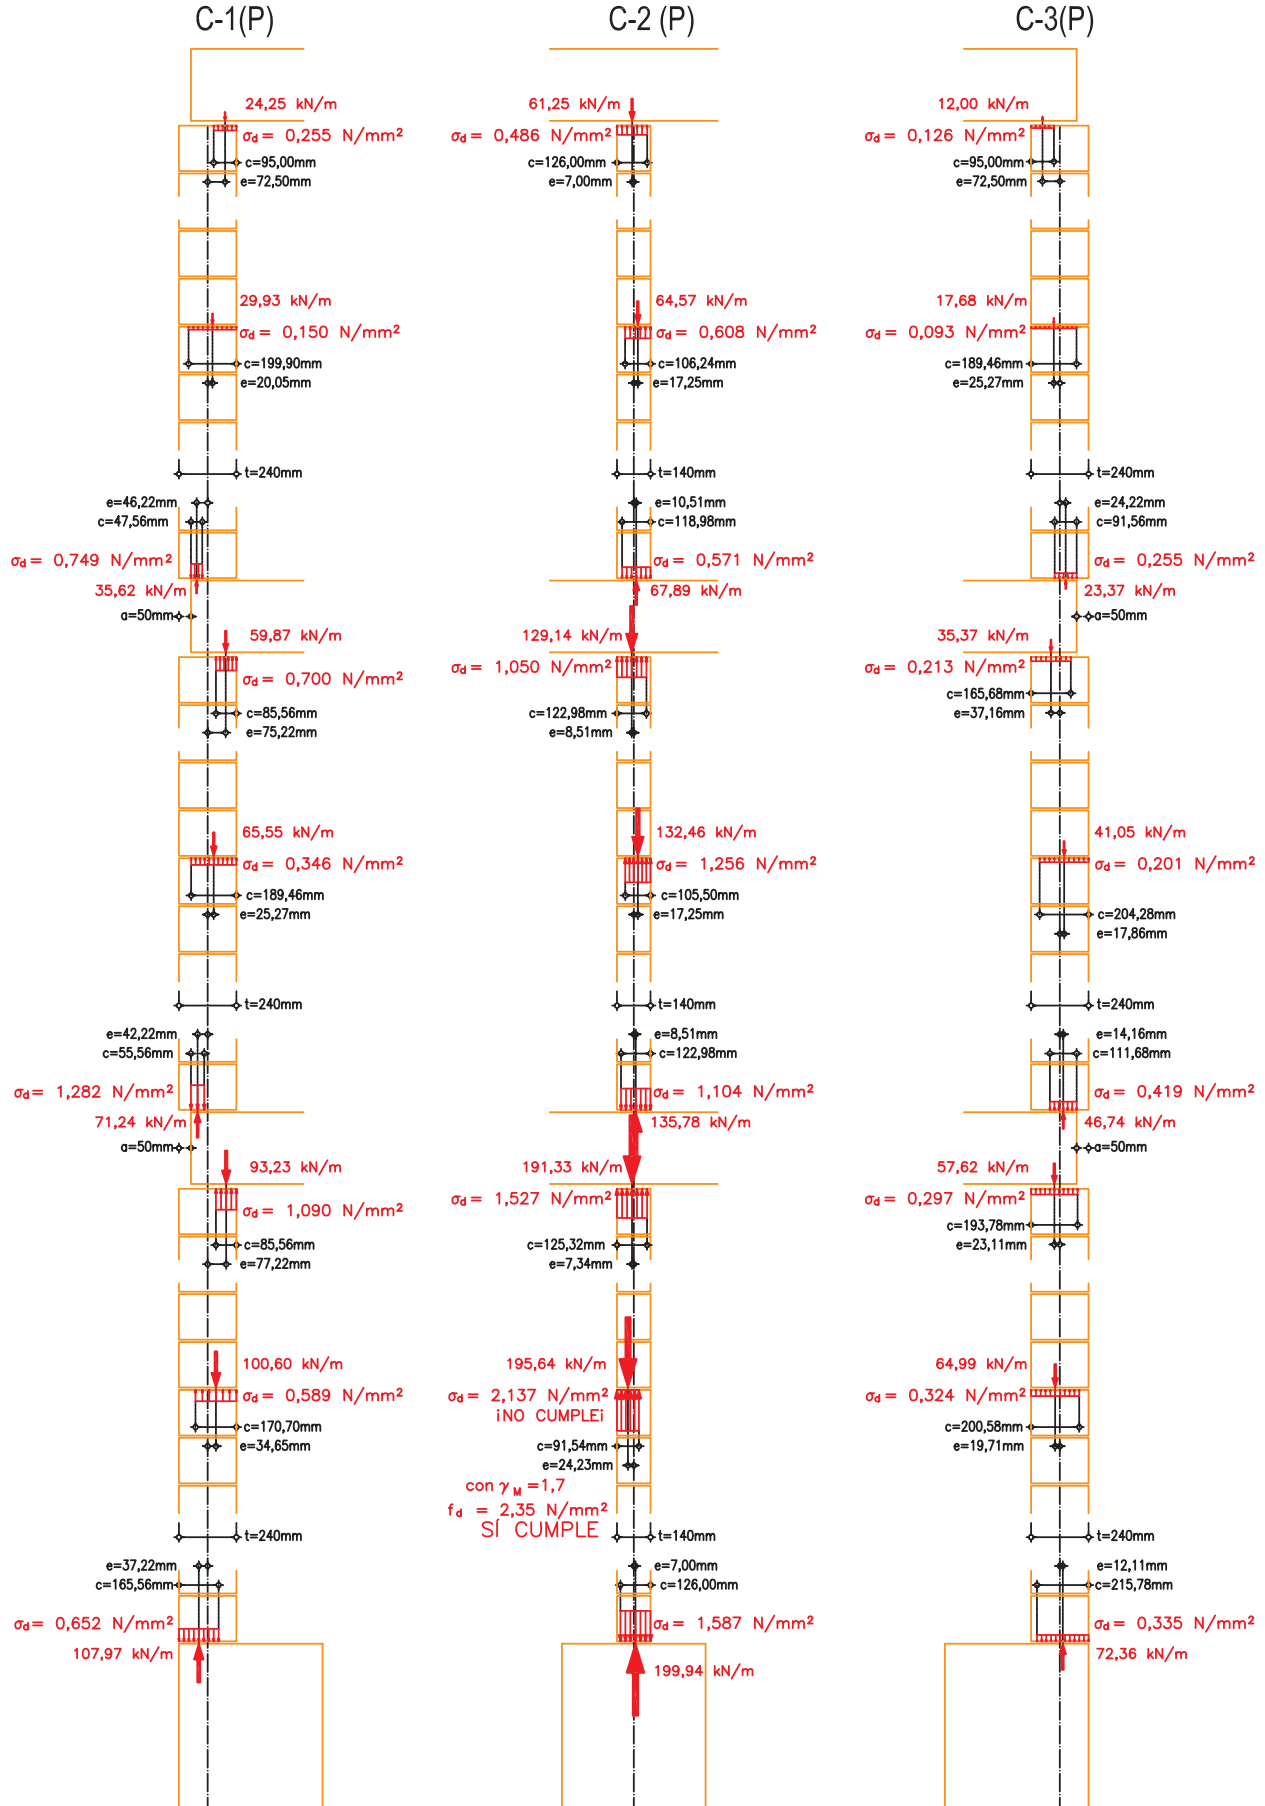 C-1(P)
24,25 kN/m
σd= 0,255 N/mm²
c=95,00mm
e=72,50mm
29,93 kN/m
σd= 0,150 N/mm²
c=199,90mm
e=20,05mm
t=240mm
e=46,22mm
c=47,56mm
σd= 0,749 N/mm²
35,62 kN/m
a=50mm
59,87 kN/m
σd= 0,700 N/mm²
c=85,56mm
e=75,22mm
65,55 kN/m
σd= 0,346 N/mm²
c=189,46mm
e=25,27mm
t=240mm
e=42,22mm
c=55,56mm
σd= 1,282 N/mm²
71,24 kN/m
a=50mm
93,23 kN/m
σd= 1,090 N/mm²
c=85,56mm
e=77,22mm
100,60 kN/m
σd= 0,589 N/mm²
c=170,70mm
e=34,65mm
t=240mm
e=37,22mm
c=165,56mm
σd= 0,652 N/mm²
107,97 kN/m
C-2 (P)
61,25 kN/m
σd= 0,486 N/mm²
c=126,00mm
e=7,00mm
64,57 kN/m
σd= 0,608 N/mm²
c=106,24mm
e=17,25mm
t=140mm
e=10,51mm
c=118,98mm
σd= 0,571 N/mm²
67,89 kN/m
129,14 kN/m
σd= 1,050 N/mm²
c=122,98mm
e=8,51mm
132,46 kN/m
σd= 1,256 N/mm²
c=105,50mm
e=17,25mm
t=140mm
e=8,51mm
c=122,98mm
σd= 1,104 N/mm²
135,78 kN/m
191,33 kN/m
σd= 1,527 N/mm²
c=125,32mm
e=7,34mm
195,64 kN/m
σd= 2,137 N/mm²
¡NO CUMPLE¡
c=91,54mm
e=24,23mm
con γM =1,7
fd = 2,35 N/mm²
SÍ CUMPLE
t=140mm
e=7,00mm
c=126,00mm
σd= 1,587 N/mm²
199,94 kN/m
C-3(P)
12,00 kN/m
σd= 0,126 N/mm²
c=95,00mm
e=72,50mm
17,68 kN/m
σd= 0,093 N/mm²
c=189,46mm
e=25,27mm
t=240mm
e=24,22mm
c=91,56mm
σd= 0,255 N/mm²
23,37 kN/m
a=50mm
35,37 kN/m
σd= 0,213 N/mm²
c=165,68mm
e=37,16mm
41,05 kN/m
σd= 0,201 N/mm²
c=204,28mm
e=17,86mm
t=240mm
e=14,16mm
c=111,68mm
σd= 0,419 N/mm²
46,74 kN/m
a=50mm
57,62 kN/m
σd= 0,297 N/mm²
c=193,78mm
e=23,11mm
64,99 kN/m
σd= 0,324 N/mm²
c=200,58mm
e=19,71mm
t=240mm
e=12,11mm
c=215,78mm
σd= 0,335 N/mm²
72,36 kN/m